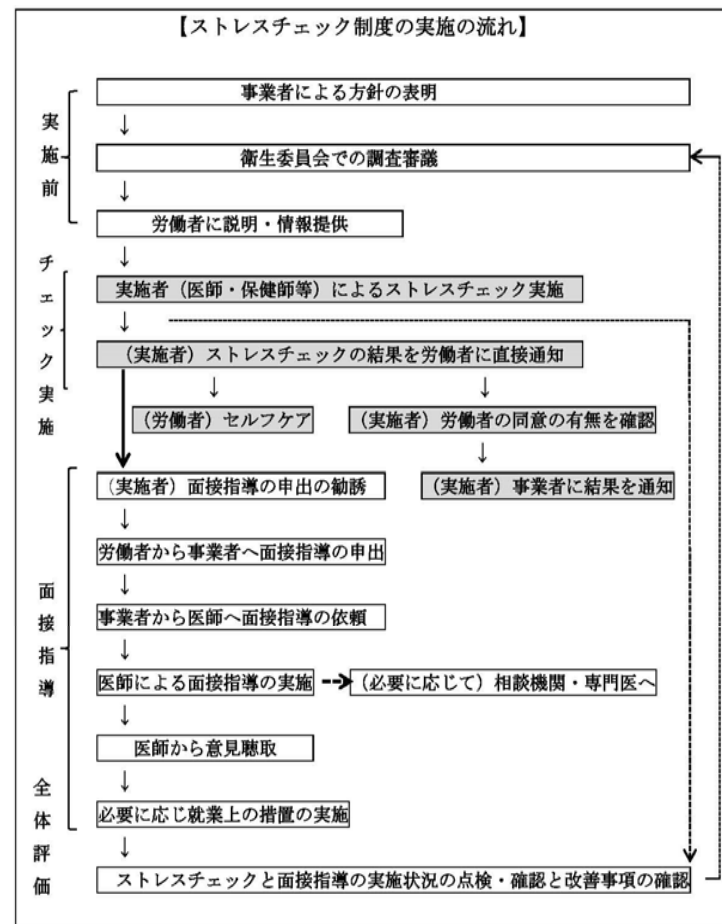 【ストレスチェック制度の実施の流れ】
実施前
事業者による方針の表明
↓
衛生委員会での調査審議
↓
労働者に説明・情報提供
↓
チェック実施
実施者（医師・保健師等）によるストレスチェック実施
↓
（実施者）ストレスチェックの結果を労働者に直接通知
↓ ↓
（労働者）セルフケア （実施者）労働者の同意の有無を確認
↓
面接指導
（実施者）面接指導の申出の勧誘 （実施者）事業者に結果を通知
↓
労働者から事業者へ面接指導の申出
↓
事業者から医師へ面接指導の依頼
↓
医師による面接指導の実施 （必要に応じて）相談機関・専門医へ
↓
医師から意見聴取
↓
必要に応じ就業上の措置の実施
↓
全体評価
ストレスチェックと面接指導の実施状況の点検・確認と改善事項の確認